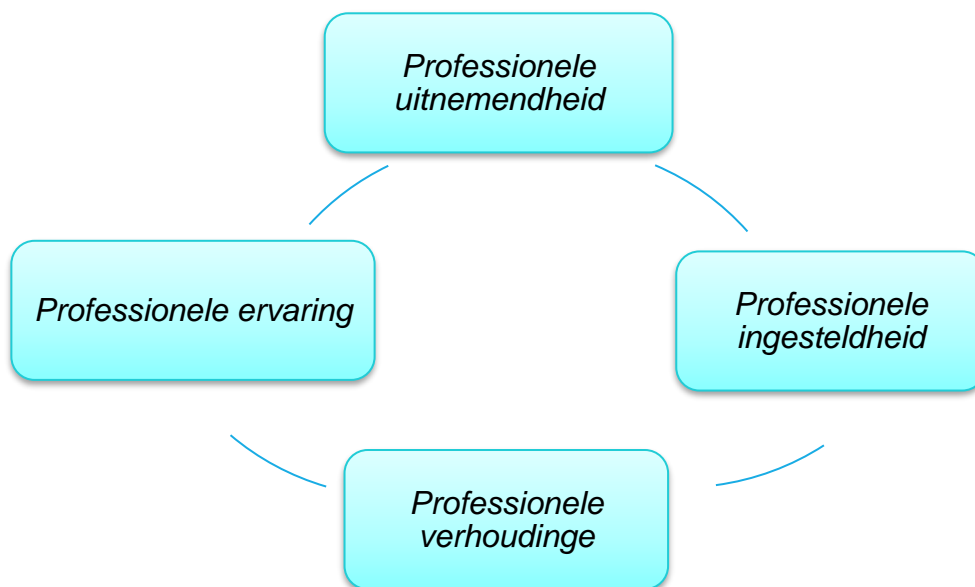 Professionele
uitnemendheid
Professionele ervaring
Professionele
ingesteldheid
Professionele
verhoudinge